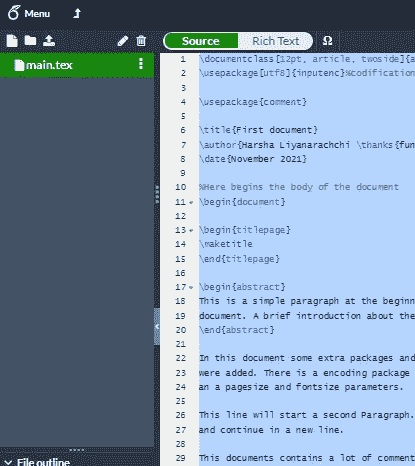 Menu
Source Rich Text Ω
main.tex
1 \documentclass[12pt, article, twoside]{a
2 \usepackage[utf8]{inputenc}%codification
3
4 \usepackage{comment}
5
6 \title{First document}
7 \author{Harsha Liyanarachchi \thanks{fun
8 \date{November 2021}
9
10 %Here begins the body of the document
11 \begin{document}
12
13 \begin{titlepage}
14 \maketitle
15 \end{titlepage}
16
17 \begin{abstract}
18 This is a simple paragraph at the beginn
19 document. A brief introduction about the
20 \end{abstract}
21
22 In this document some extra packages and
23 were added. There is a encoding package
24 an a pagesize and fontsize parameters.
25
26 This line will start a second Paragraph.
27 and continue in a new line.
28
29 This documents contains a lot of comment
File outline